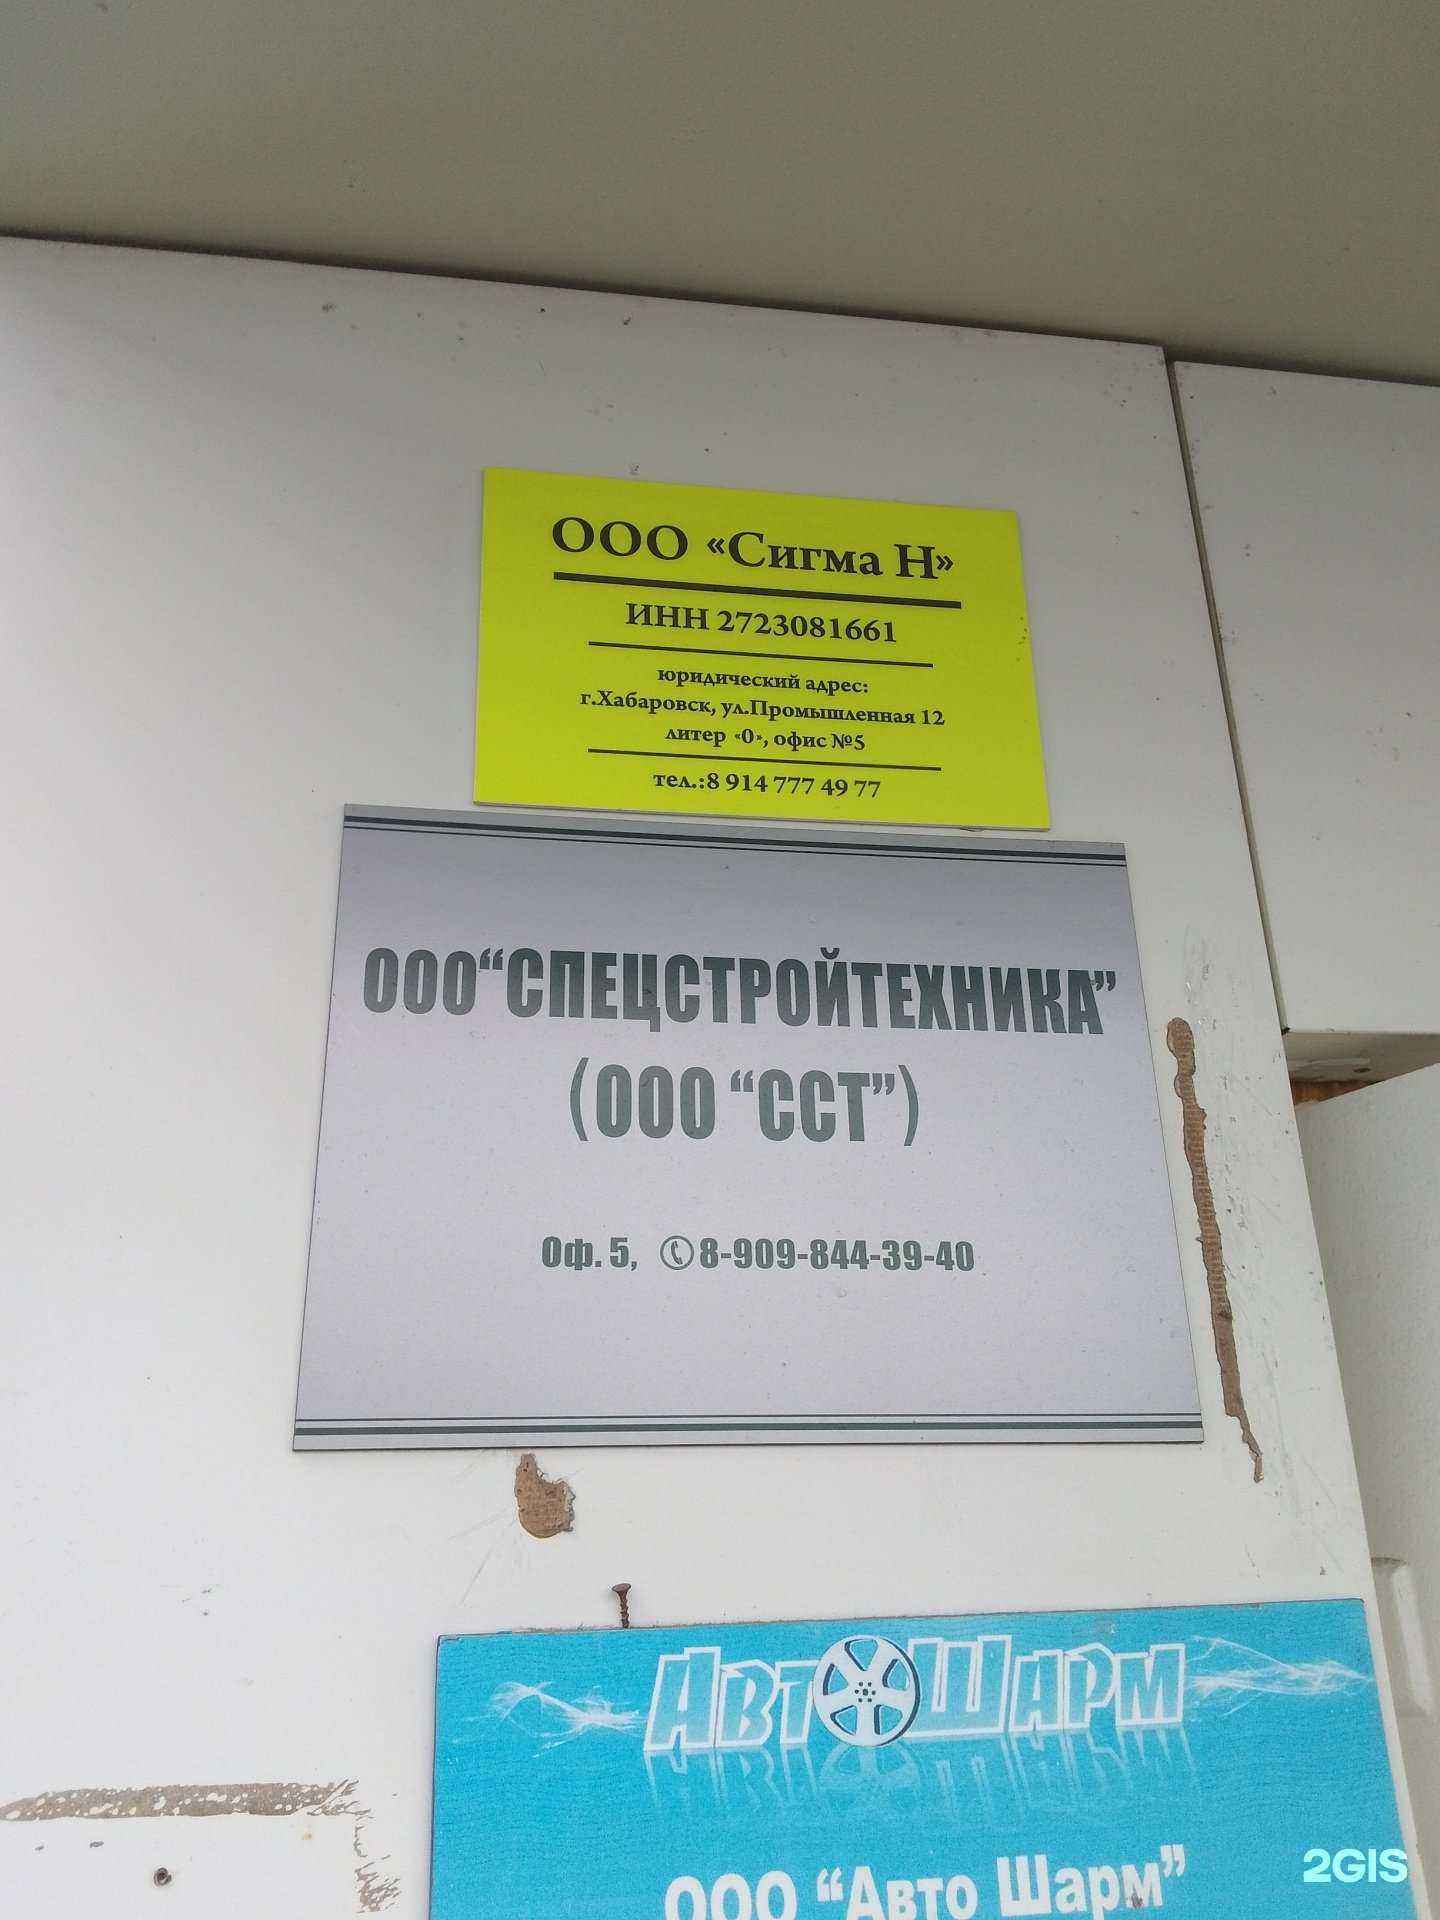 ООО «Сигма Н»
ИНН 2723081661
юридический адрес:
г.Хабаровск, ул.Промышленная 12
литер «0», офис №5
тел.:8 914 777 49 77
ООО“СПЕЦСТРОЙТЕХНИКА”
(ООО “ССТ”)
Оф. 5, 8-909-844-39-40
АвтоШарм
ООО “Авто Шарм”
2GIS